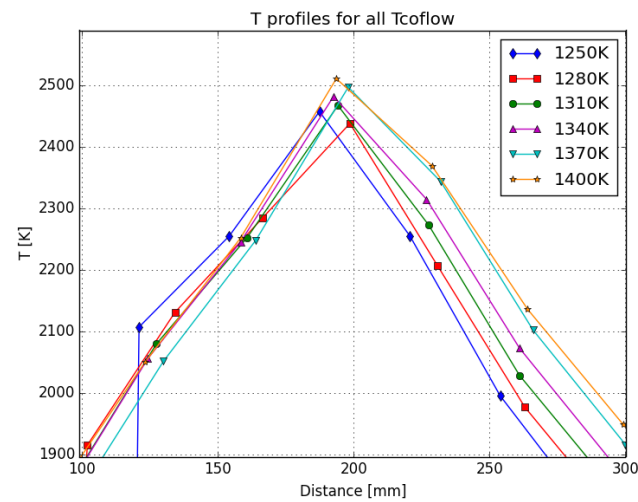 T profiles for all Tcoflow
2500
2400
2300
2200
2100
2000
1900
T [K]
1250K
1280K
1310K
1340K
1370K
1400K
100
150
200
250
300
Distance [mm]